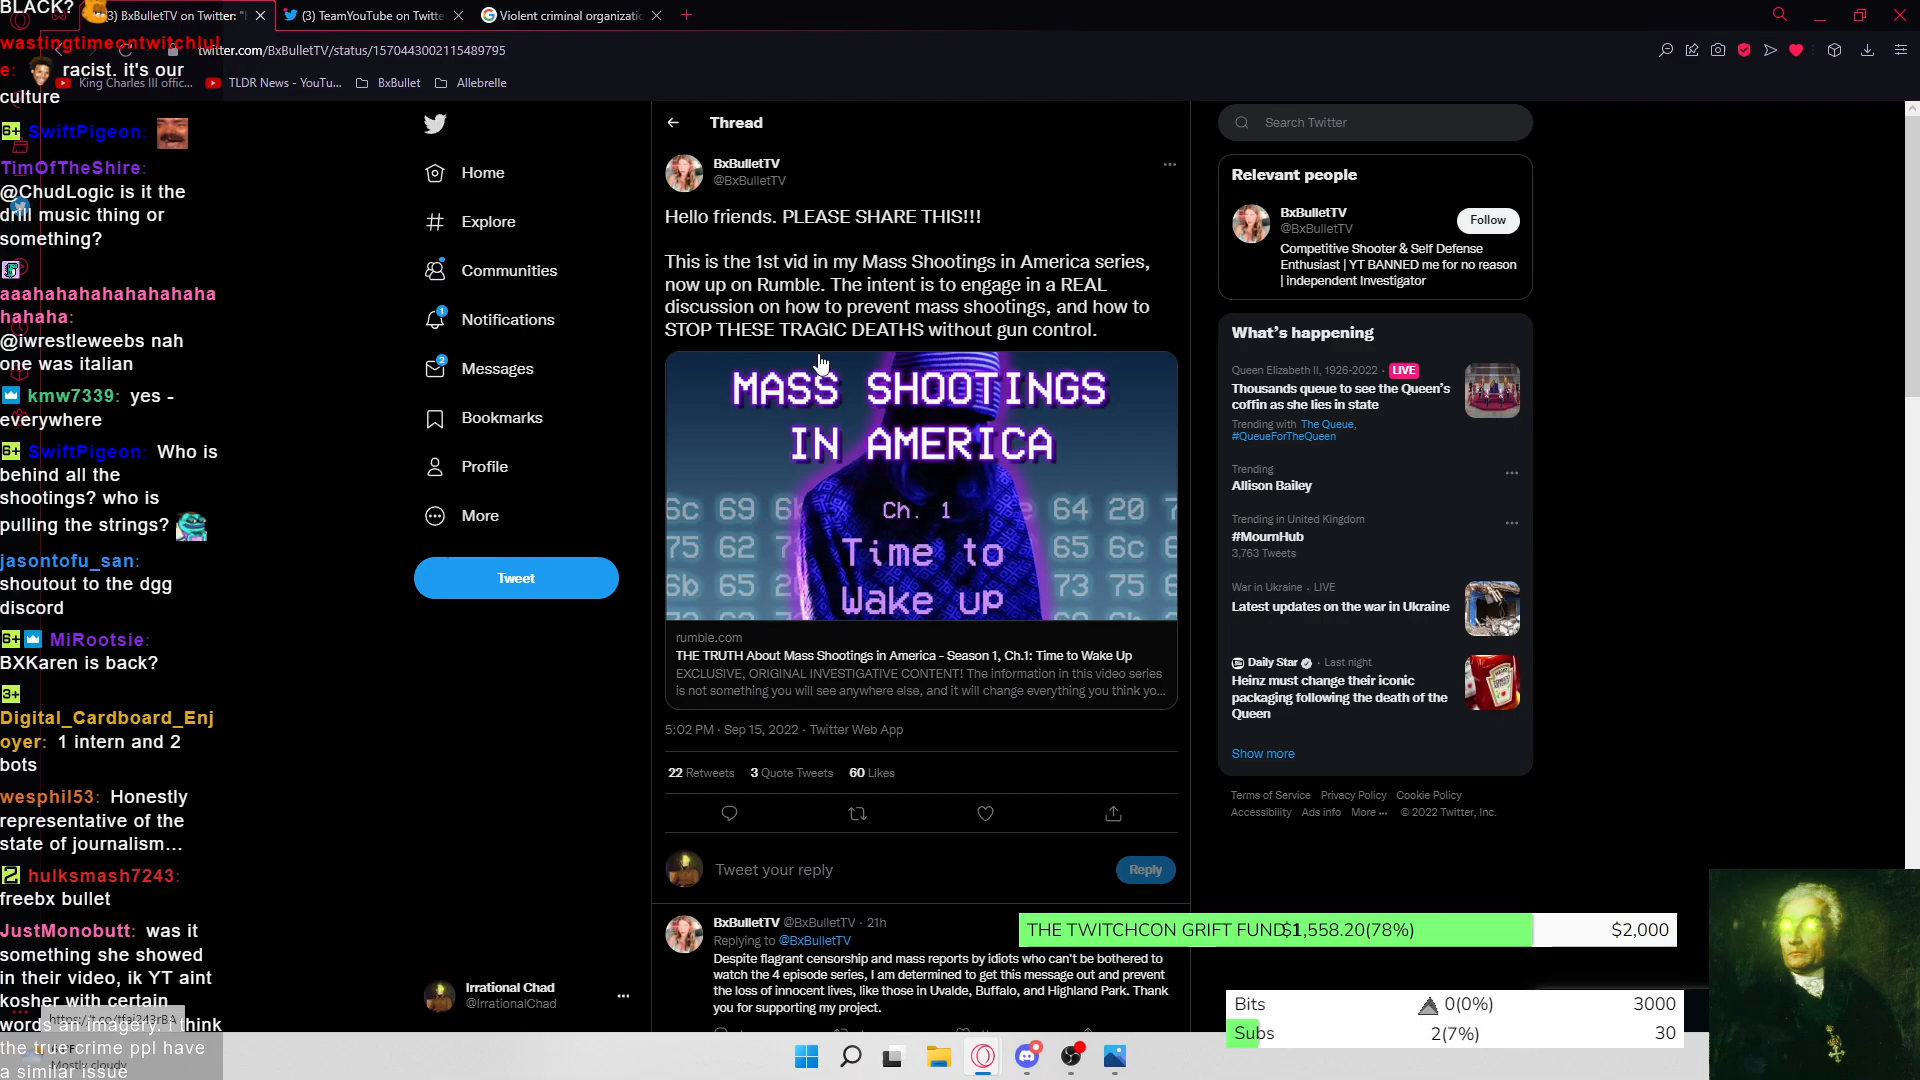 BLACK?
wastingtimeontwitchlul
e: racist. it's our
culture
6+ SwiftPigeon:
TimOfTheShire:
@ChudLogic is it the
drill music thing or
something?
aaahahahahahahahaha
hahaha:
@iwrestleweebs nah
one was italian
kmw7339: yes -
everywhere
6+ SwiftPigeon: Who is
behind all the
shootings? who is
pulling the strings?
jasontofu_san:
shoutout to the dgg
discord
6+ MiRootsie:
BXKaren is back?
3+
Digital_Cardboard_Enj
oyer: 1 intern and 2
bots
wesphil53: Honestly
representative of the
state of journalism...
hulksmash7243:
freebx bullet
JustMonobutt: was it
something she showed
in their video, ik YT aint
kosher with certain
words an imagery. i think
the true crime ppl have
a similar issue
Mostly cloudy
3) BxBulletTV on Twitter: "
(3) TeamYouTube on Twitte
Violent criminal organizatio
twitter.com/BxBulletTV/status/1570443002115489795
King Charles III offic...
TLDR News - YouTu...
BxBullet
Allebrelle
Home
Explore
Communities
1
Notifications
2
Messages
Bookmarks
Profile
More
Tweet
Irrational Chad
@IrrationalChad
Thread
BxBulletTV
@BxBulletTV
Hello friends. PLEASE SHARE THIS!!!
This is the 1st vid in my Mass Shootings in America series,
now up on Rumble. The intent is to engage in a REAL
discussion on how to prevent mass shootings, and how to
STOP THESE TRAGIC DEATHS without gun control.
MASS SHOOTINGS
IN AMERICA
Ch. 1
Time to
Wake up
rumble.com
THE TRUTH About Mass Shootings in America - Season 1, Ch.1: Time to Wake Up
EXCLUSIVE, ORIGINAL INVESTIGATIVE CONTENT! The information in this video series
is not something you will see anywhere else, and it will change everything you think yo...
5:02 PM · Sep 15, 2022 · Twitter Web App
22 Retweets 3 Quote Tweets 60 Likes
Tweet your reply
Reply
BxBulletTV @BxBulletTV · 21h
Replying to @BxBulletTV
Despite flagrant censorship and mass reports by idiots who can't be bothered to
watch the 4 episode series, I am determined to get this message out and prevent
the loss of innocent lives, like those in Uvalde, Buffalo, and Highland Park. Thank
you for supporting my project.
Search Twitter
Relevant people
BxBulletTV
@BxBulletTV
Follow
Competitive Shooter & Self Defense
Enthusiast | YT BANNED me for no reason
| independent Investigator
What's happening
Queen Elizabeth II, 1926-2022 · LIVE
Thousands queue to see the Queen's
coffin as she lies in state
Trending with The Queue,
#QueueForTheQueen
Trending
Allison Bailey
Trending in United Kingdom
#MournHub
3,763 Tweets
War in Ukraine · LIVE
Latest updates on the war in Ukraine
Daily Star · Last night
Heinz must change their iconic
packaging following the death of the
Queen
Show more
Terms of Service Privacy Policy Cookie Policy
Accessibility Ads info More ··· © 2022 Twitter, Inc.
THE TWITCHCON GRIFT FUND $1,558.20(78%) $2,000
Bits 0(0%) 3000
Subs 2(7%) 30